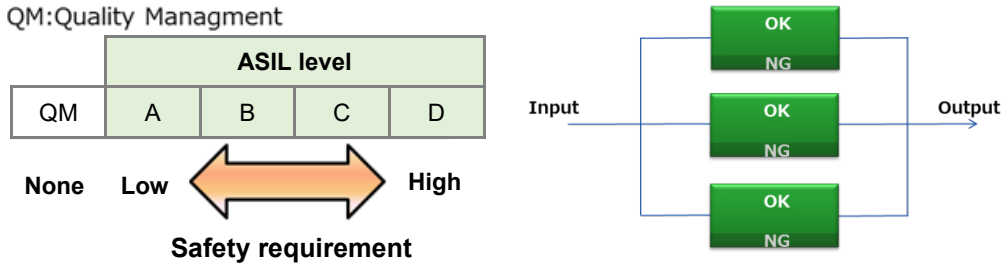 QM:Quality Managment
ASIL level
QM A B C D
None Low High
Safety requirement
OK
NG
Input
OK
NG
Output
OK
NG